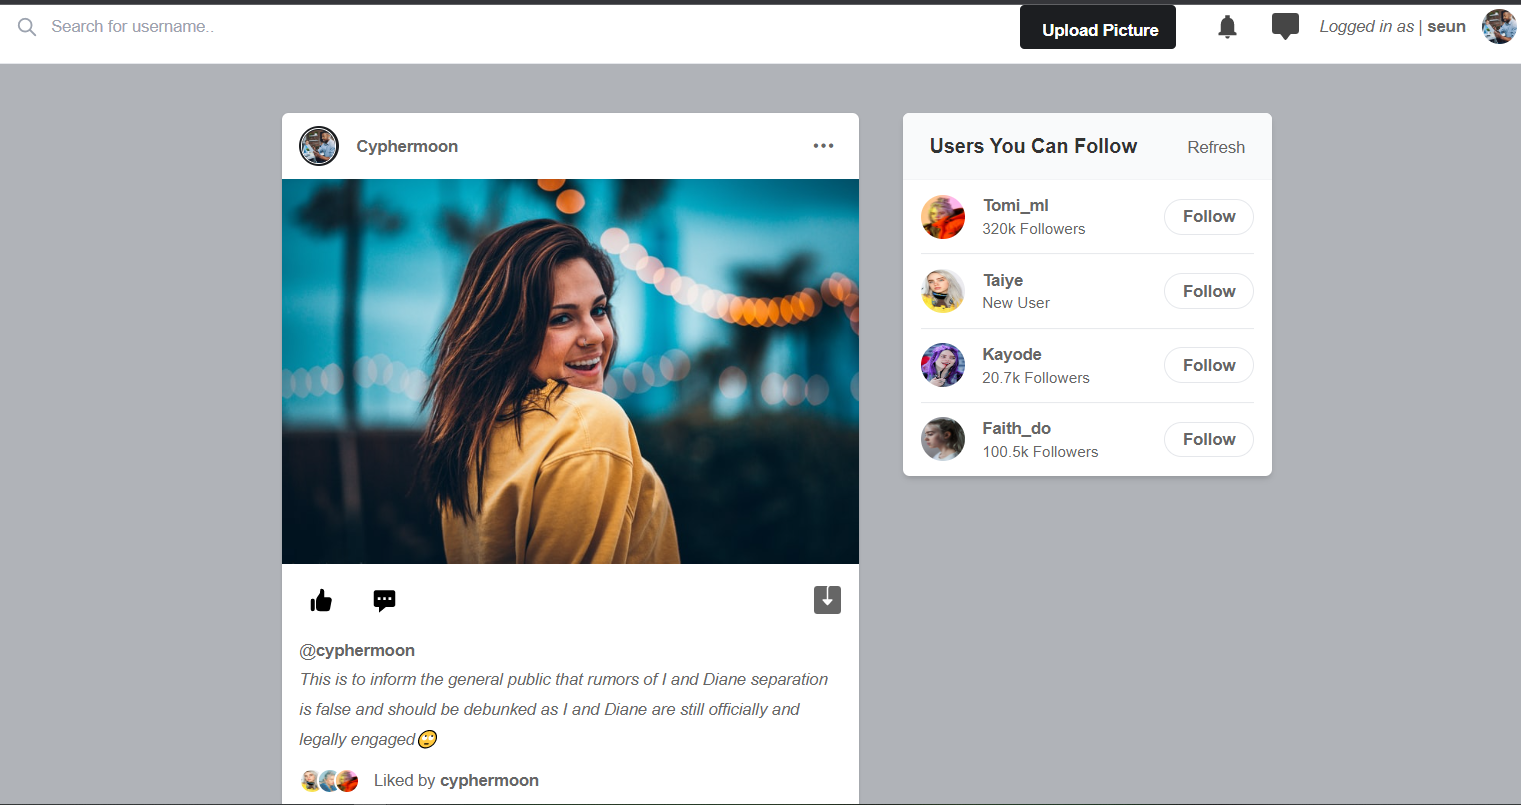 Search for username..
Upload Picture
Logged in as | seun
Cyphermoon
Users You Can Follow
Refresh
Tomi_ml
320k Followers
Follow
Taiye
New User
Follow
Kayode
20.7k Followers
Follow
Faith_do
100.5k Followers
Follow
@cyphermoon
This is to inform the general public that rumors of I and Diane separation
is false and should be debunked as I and Diane are still officially and
legally engaged🙄
Liked by cyphermoon